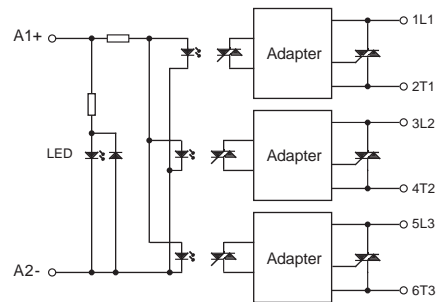 A1+
1L1
Adapter
2T1
3L2
LED
Adapter
4T2
5L3
A2-
Adapter
6T3